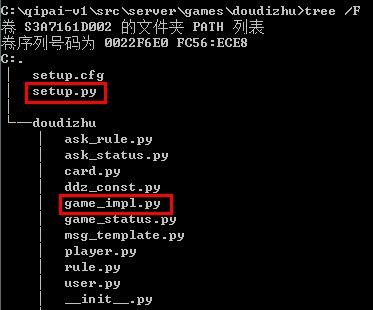 C:\qipai-v1\src\server\games\doudizhu>tree /F
卷 S3A7161D002 的文件夹 PATH 列表
卷序列号码为 0022F6E0 FC56:ECE8
C:.
│  setup.cfg
│  setup.py
│
└──doudizhu
│  ask_rule.py
│  ask_status.py
│  card.py
│  ddz_const.py
│  game_impl.py
│  game_status.py
│  msg_template.py
│  player.py
│  rule.py
│  user.py
│  __init__.py